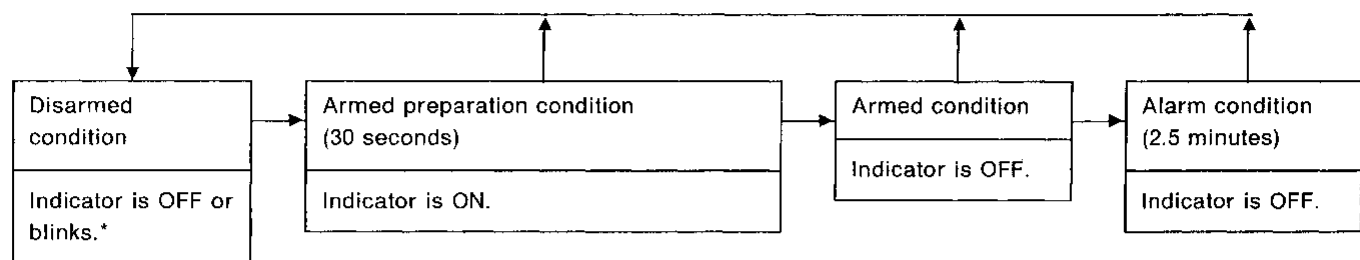 Disarmed
condition
Indicator is OFF or
blinks.*
Armed preparation condition
(30 seconds)
Indicator is ON.
Armed condition
Indicator is OFF.
Alarm condition
(2.5 minutes)
Indicator is OFF.